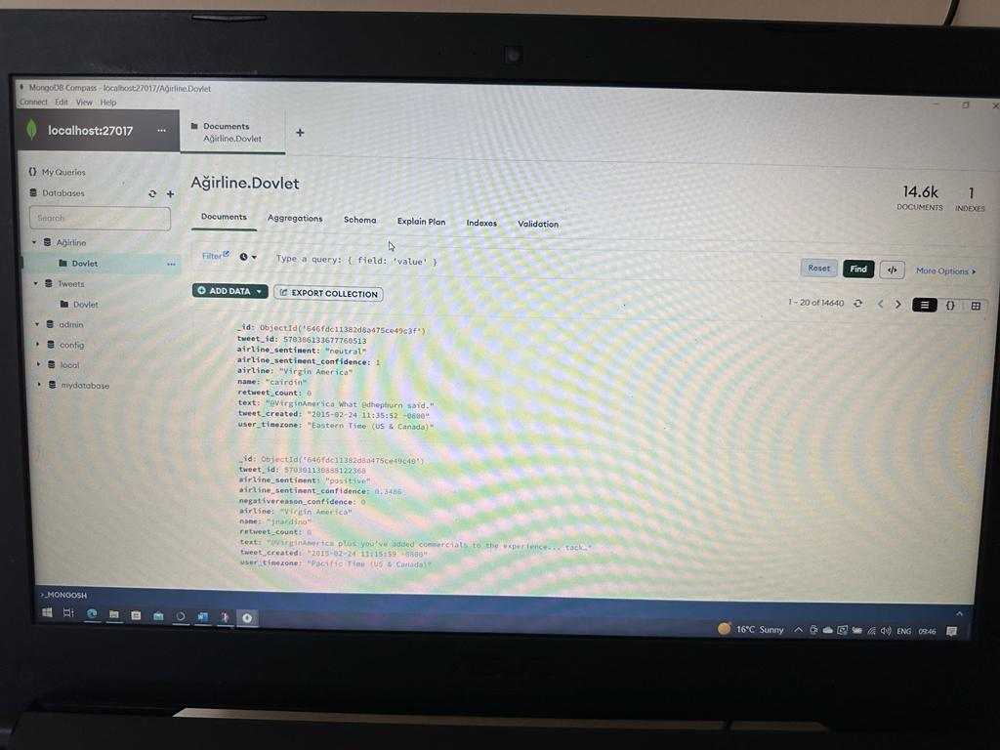 MongoDB Compass - localhost:27017/Ağirline.Dovlet
Connect Edit View Help
localhost:27017 ...
Documents
Ağirline.Dovlet
+
{} My Queries
Databases
+
Search
Ağirline
Dovlet ...
Tweets
Dovlet
admin
config
local
mydatabase
Ağirline.Dovlet
14.6k
DOCUMENTS
1
INDEXES
Documents Aggregations Schema Explain Plan Indexes Validation
Filter
Type a query: { field: 'value' }
Reset Find </> More Options
ADD DATA EXPORT COLLECTION
1 – 20 of 14640
{}
_id: ObjectId('646fdc11382d8a475ce49c3f')
tweet_id: 570306133677760513
airline_sentiment: "neutral"
airline_sentiment_confidence: 1
airline: "Virgin America"
name: "cairdin"
retweet_count: 0
text: "@VirginAmerica What @dhepburn said."
tweet_created: "2015-02-24 11:35:52 -0800"
user_timezone: "Eastern Time (US & Canada)"
_id: ObjectId('646fdc11382d8a475ce49c40')
tweet_id: 570301130888122368
airline_sentiment: "positive"
airline_sentiment_confidence: 0.3486
negativereason_confidence: 0
airline: "Virgin America"
name: "jnardino"
retweet_count: 0
text: "@VirginAmerica plus you've added commercials to the experience... tack…"
tweet_created: "2015-02-24 11:15:59 -0800"
user_timezone: "Pacific Time (US & Canada)"
>_MONGOSH
16°C Sunny ENG 09:46